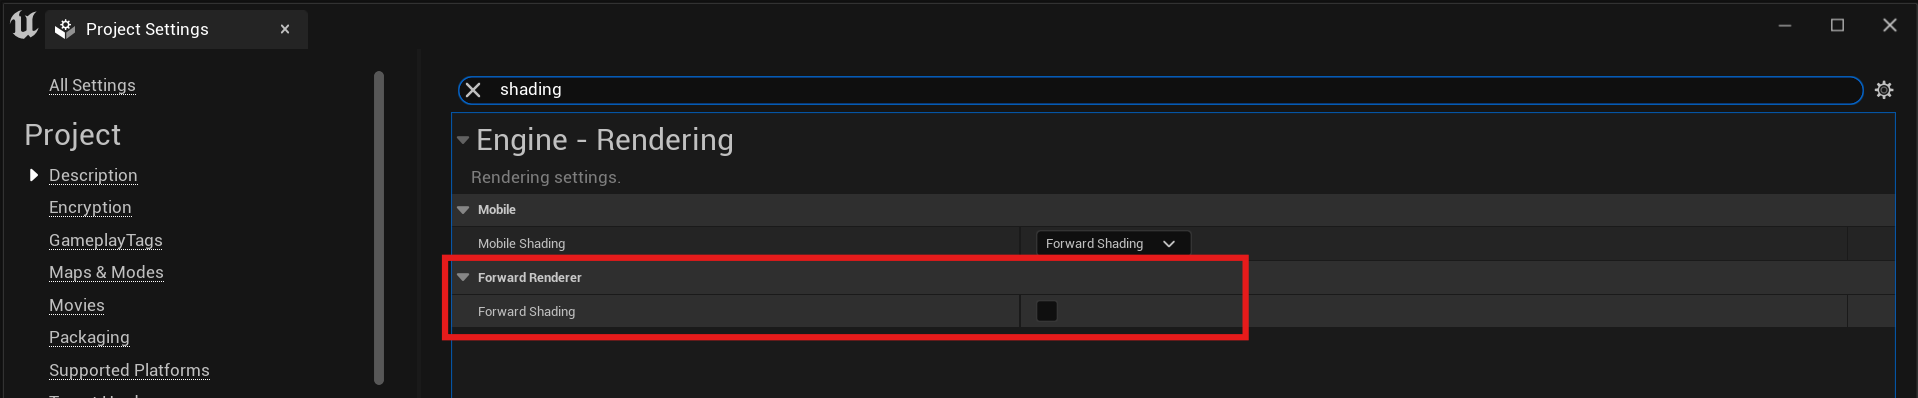 Project Settings
All Settings
Project
Description
Encryption
GameplayTags
Maps & Modes
Movies
Packaging
Supported Platforms
shading
Engine - Rendering
Rendering settings.
Mobile
Mobile Shading
Forward Shading
Forward Renderer
Forward Shading